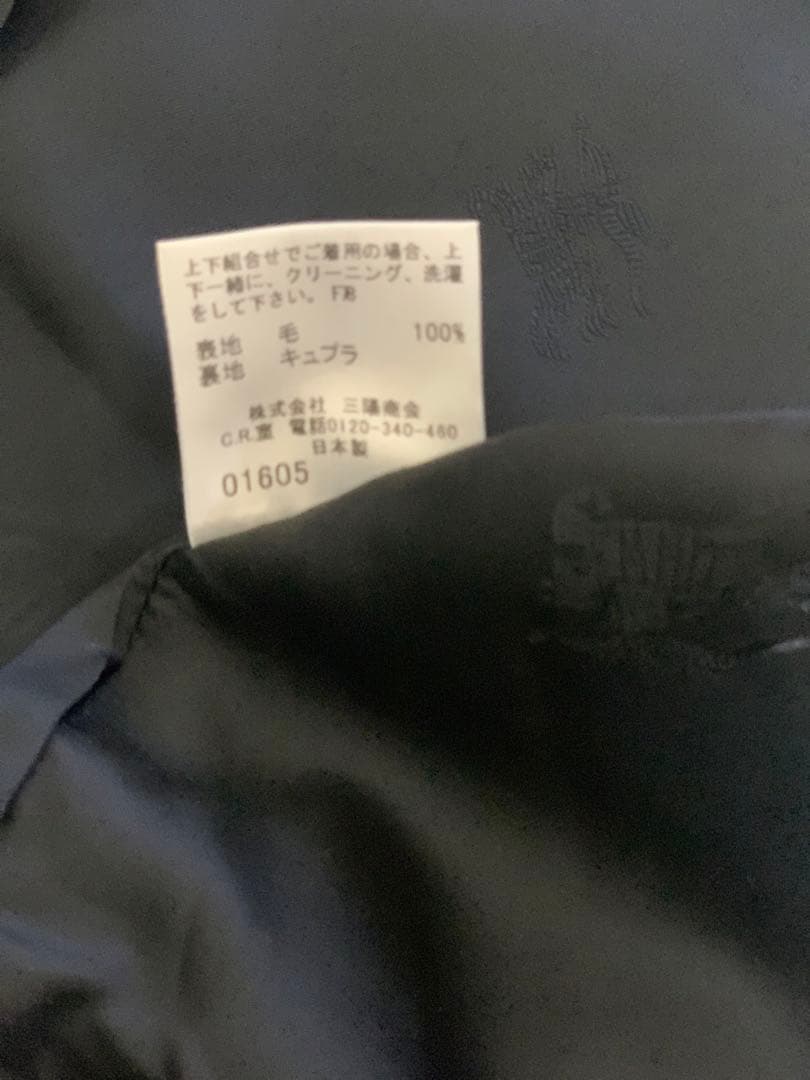 上下組合せでご着用の場合、上
下一緒に、クリーニング、洗濯
をして下さい。FB
表地 毛 100%
裏地 キュプラ
株式会社 三陽商会
C.R.室 電話0120-340-460
日本製
01605